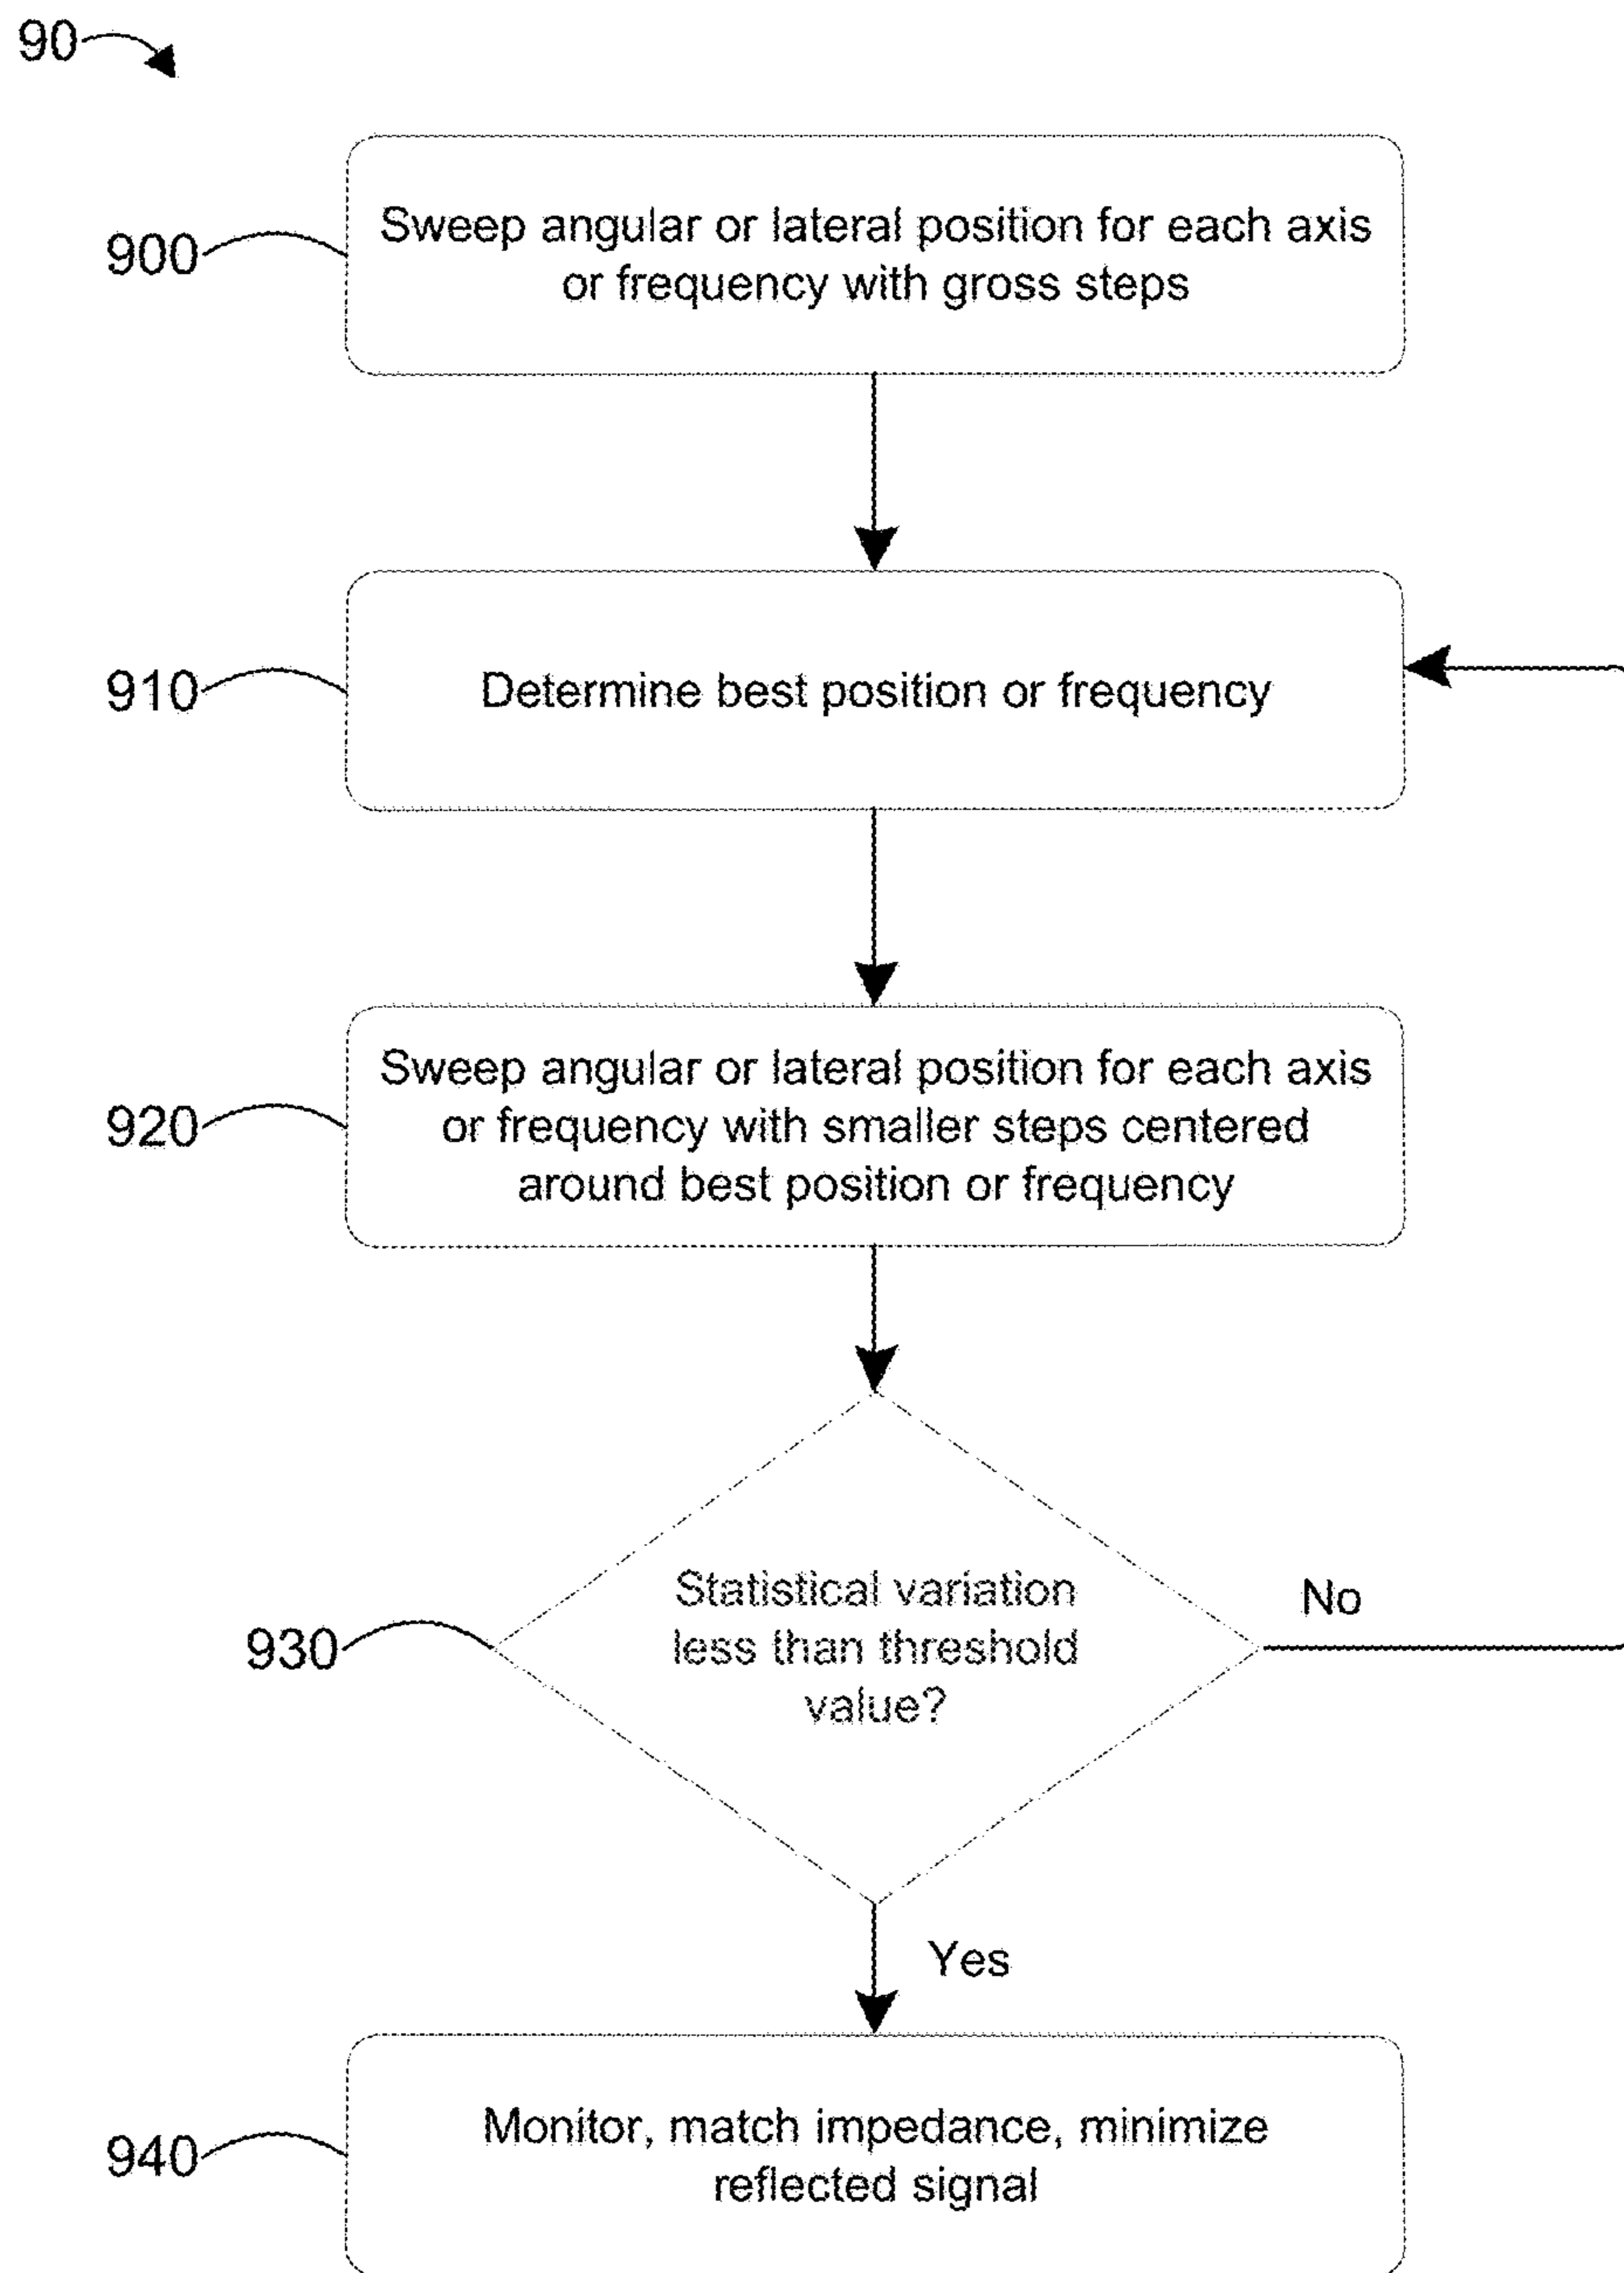 90
900
Sweep angular or lateral position for each axis
or frequency with gross steps
910
Determine best position or frequency
920
Sweep angular or lateral position for each axis
or frequency with smaller steps centered
around best position or frequency
930
Statistical variation
less than threshold
value?
No
Yes
940
Monitor, match impedance, minimize
reflected signal